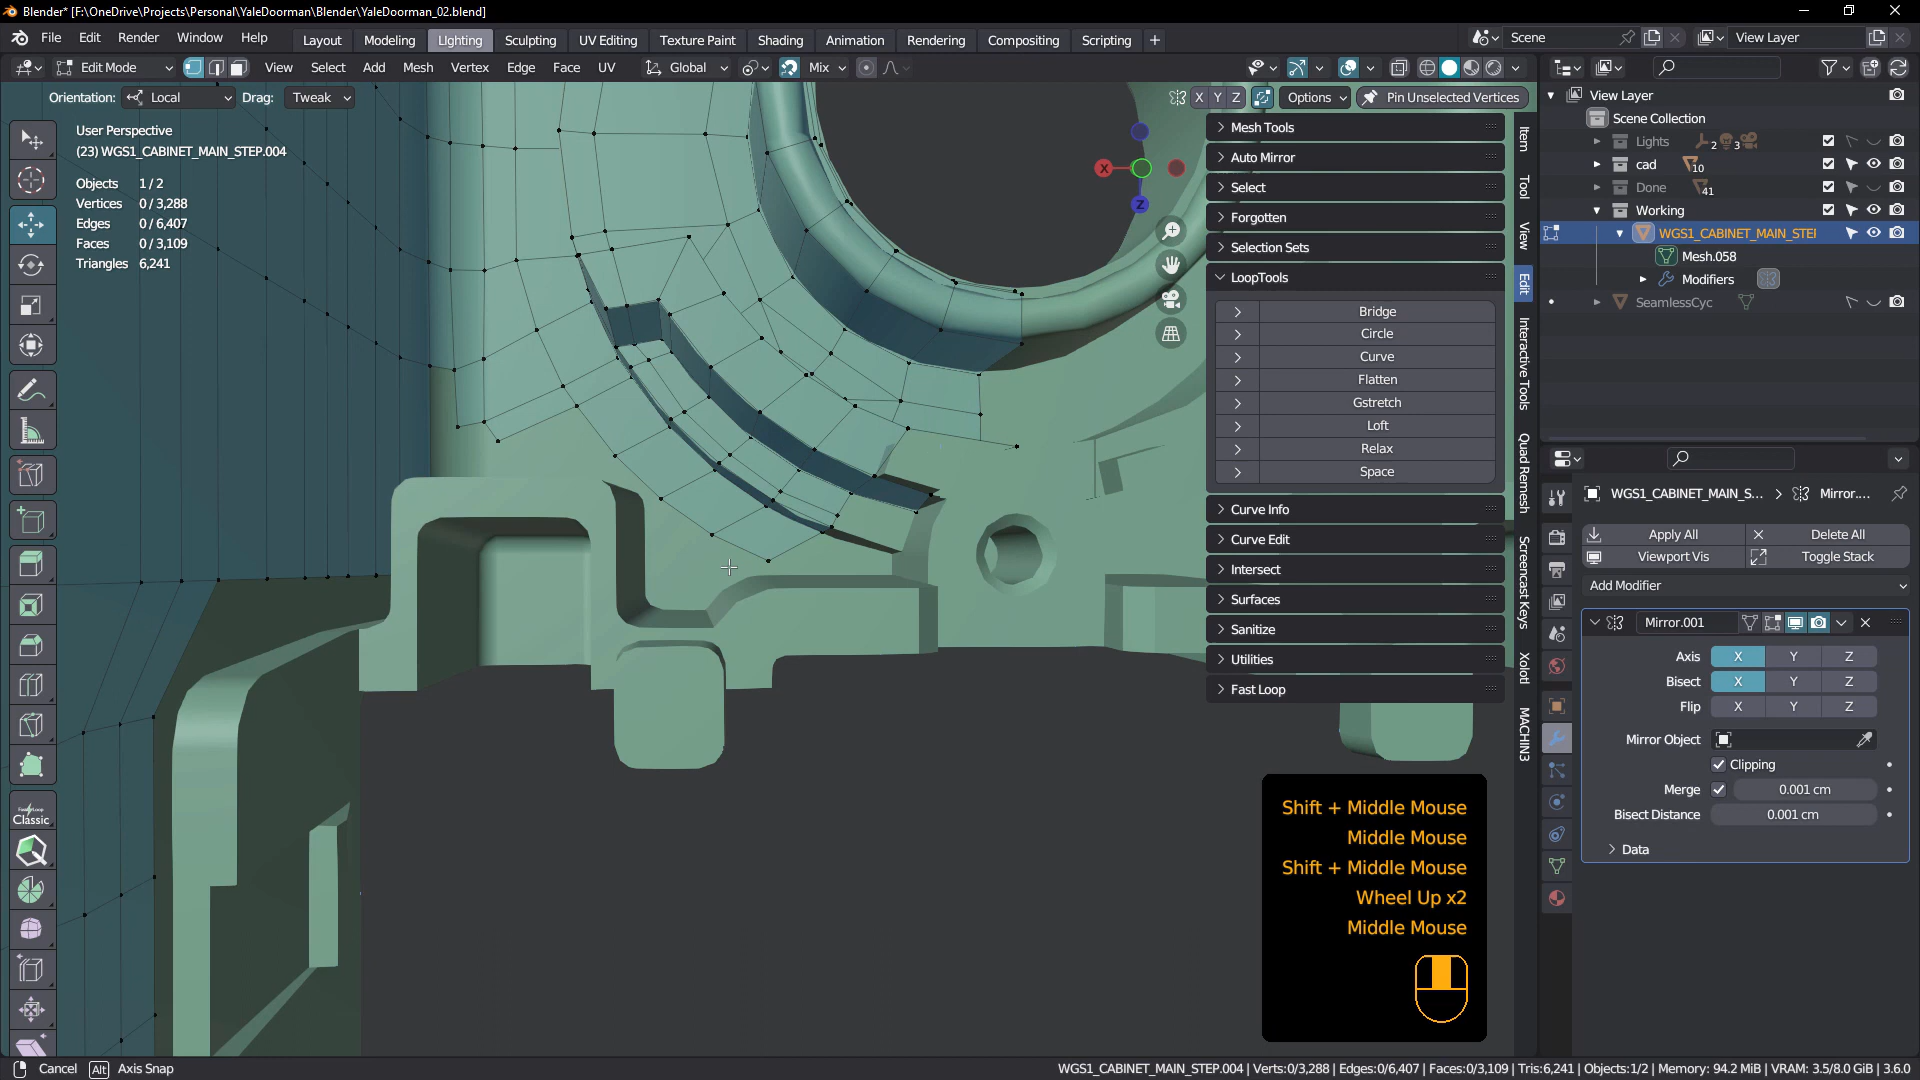 Blender* [F:\OneDrive\Projects\Personal\YaleDoorman\Blender\YaleDoorman_02.blend]
File Edit Render Window Help Layout Modeling Lighting Sculpting UV Editing Texture Paint Shading Animation Rendering Compositing Scripting + Scene View Layer
Edit Mode View Select Add Mesh Vertex Edge Face UV Global Mix
Orientation: Local Drag: Tweak X Y Z Options Pin Unselected Vertices
User Perspective
(23) WGS1_CABINET_MAIN_STEP.004
Objects 1 / 2
Vertices 0 / 3,288
Edges 0 / 6,407
Faces 0 / 3,109
Triangles 6,241
X
Z
Classic
Mesh Tools
Auto Mirror
Select
Forgotten
Selection Sets
LoopTools
Bridge
Circle
Curve
Flatten
Gstretch
Loft
Relax
Space
Curve Info
Curve Edit
Intersect
Surfaces
Sanitize
Utilities
Fast Loop
Item
Tool
View
Edit
Interactive Tools
Quad Remesh
Screencast Keys
Xolotl
MACHIN3
Shift + Middle Mouse
Middle Mouse
Shift + Middle Mouse
Wheel Up x2
Middle Mouse
View Layer
Scene Collection
Lights 2 3
cad 10
Done 41
Working
WGS1_CABINET_MAIN_STEI
Mesh.058
Modifiers
SeamlessCyc
WGS1_CABINET_MAIN_S... > Mirror....
Apply All Delete All
Viewport Vis Toggle Stack
Add Modifier
Mirror.001
Axis X Y Z
Bisect X Y Z
Flip X Y Z
Mirror Object
Clipping
Merge 0.001 cm
Bisect Distance 0.001 cm
Data
Cancel Alt Axis Snap
WGS1_CABINET_MAIN_STEP.004 | Verts:0/3,288 | Edges:0/6,407 | Faces:0/3,109 | Tris:6,241 | Objects:1/2 | Memory: 94.2 MiB | VRAM: 3.5/8.0 GiB | 3.6.0